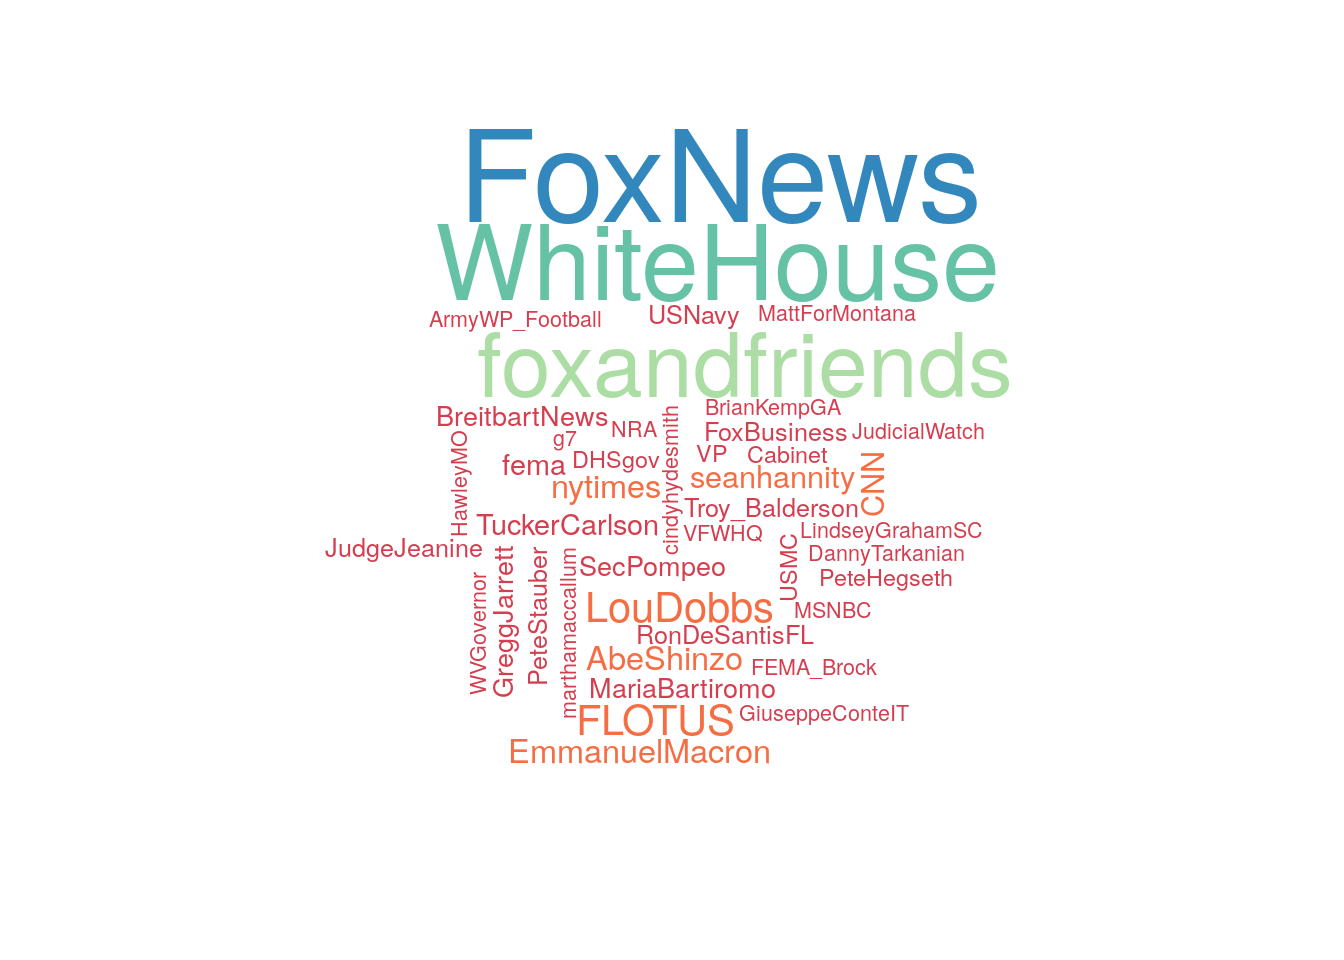 FoxNews
WhiteHouse
ArmyWP_Football
USNavy
MattForMontana
foxandfriends
BreitbartNews
NRA
g7
cindyhydesmith
BrianKempGA
FoxBusiness
JudicialWatch
HawleyMO
fema
DHSgov
VP
Cabinet
nytimes
seanhannity
CNN
TuckerCarlson
Troy_Balderson
VFWHQ
LindseyGrahamSC
JudgeJeanine
DannyTarkanian
WVGovernor
GreggJarrett
PeteStauber
marthamaccallum
SecPompeo
USMC
PeteHegseth
LouDobbs
MSNBC
RonDeSantisFL
AbeShinzo
FEMA_Brock
MariaBartiromo
FLOTUS
GiuseppeConteIT
EmmanuelMacron